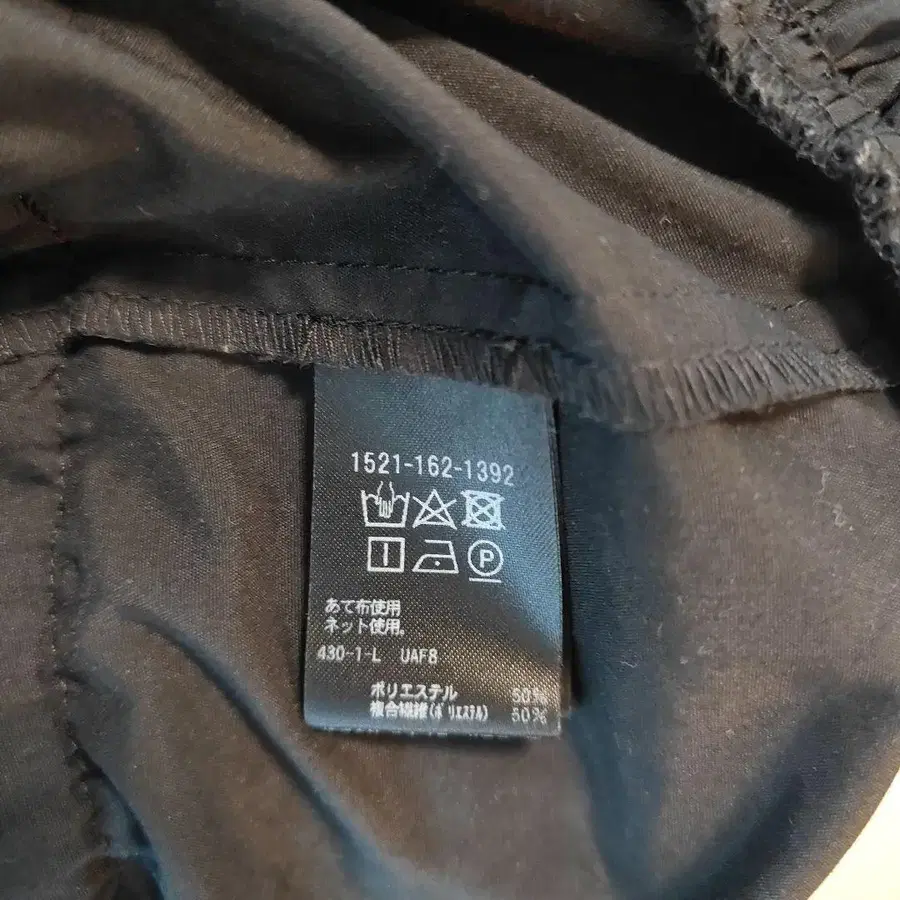 1521-162-1392
P
あて布使用
ネット使用。
430-1-L UAF8
ポリエステル 50%
複合繊維(ポリエステル) 50%